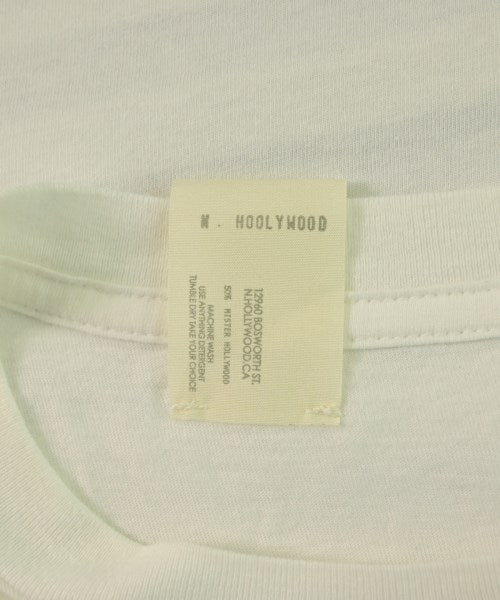 N. HOOLYWOOD
12960 BOSWORTH ST.
N.HOLLYWOOD.CA
50% MISTER HOLLYWOOD
MACHINE WASH
USE ANYTHING DETERGENT
TUMBLE DRY TAKE YOUR CHOICE